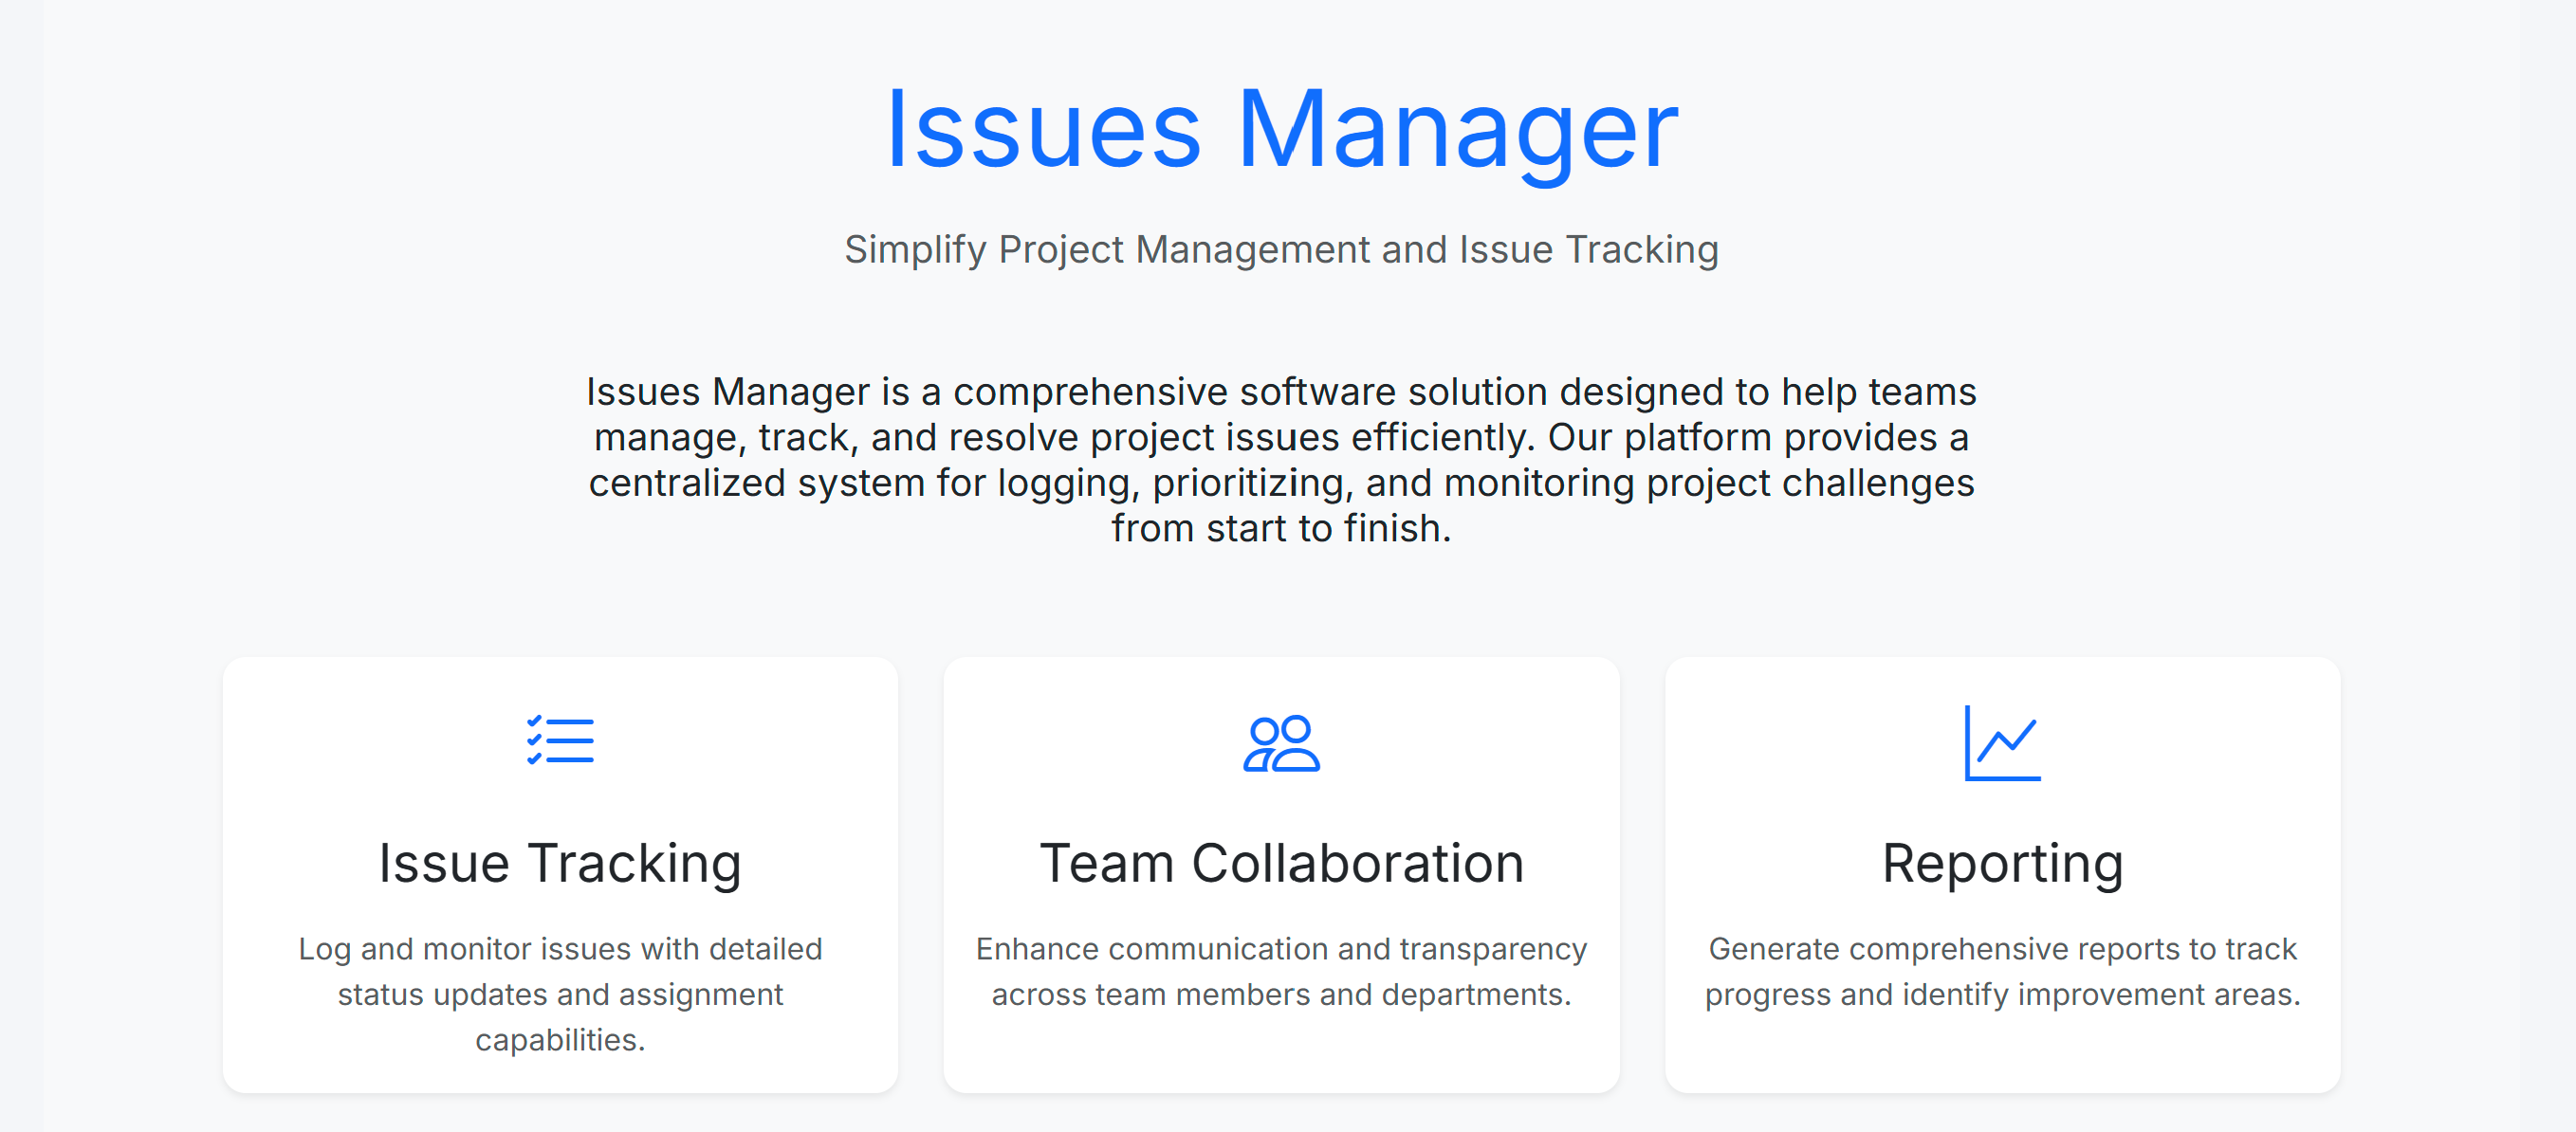 Issues Manager
Simplify Project Management and Issue Tracking
Issues Manager is a comprehensive software solution designed to help teams
manage, track, and resolve project issues efficiently. Our platform provides a
centralized system for logging, prioritizing, and monitoring project challenges
from start to finish.
Issue Tracking
Log and monitor issues with detailed
status updates and assignment
capabilities.
Team Collaboration
Enhance communication and transparency
across team members and departments.
Reporting
Generate comprehensive reports to track
progress and identify improvement areas.